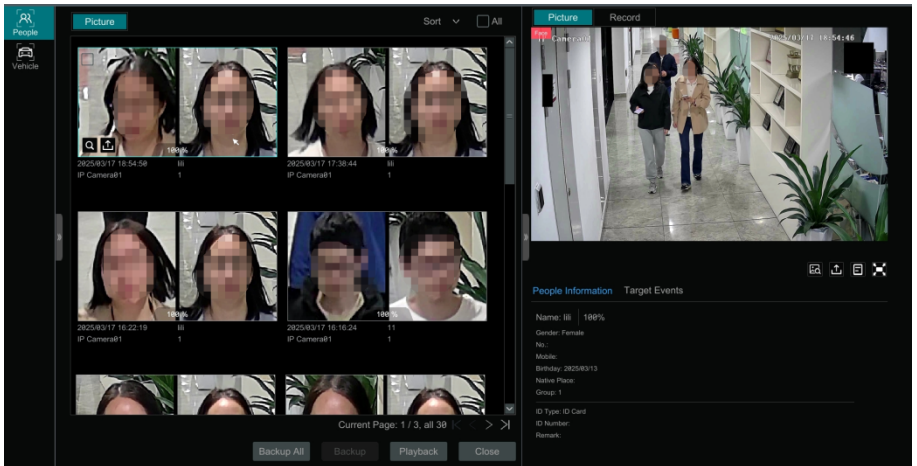 People
Vehicle
Picture
Sort
All
100%
2025/03/17 18:54:50
lili
IP Camera01
1
2025/03/17 17:38:44
lili
IP Camera01
1
100%
100%
2025/03/17 16:22:19
lili
IP Camera01
1
100%
2025/03/17 16:16:24
11
IP Camera01
1
Current Page: 1 / 3, all 30
Backup All
Backup
Playback
Close
Picture
Record
Face
IP Camera01
2025/03/17 18:54:46
People Information
Target Events
Name: lili
100%
Gender: Female
No.:
Mobile:
Birthday: 2025/03/13
Native Place:
Group: 1
ID Type: ID Card
ID Number:
Remark: